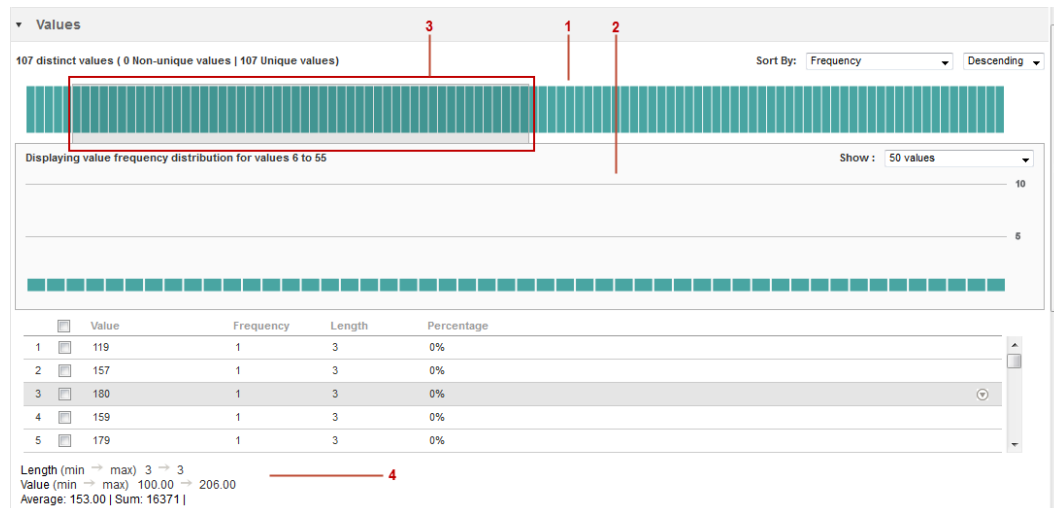 Values
3 1 2
107 distinct values ( 0 Non-unique values | 107 Unique values)
Sort By: Frequency Descending
Displaying value frequency distribution for values 6 to 55
Show : 50 values
10
5
Value Frequency Length Percentage
1 119 1 3 0%
2 157 1 3 0%
3 180 1 3 0%
4 159 1 3 0%
5 179 1 3 0%
Length (min → max) 3 → 3
4
Value (min → max) 100.00 → 206.00
Average: 153.00 | Sum: 16371 |